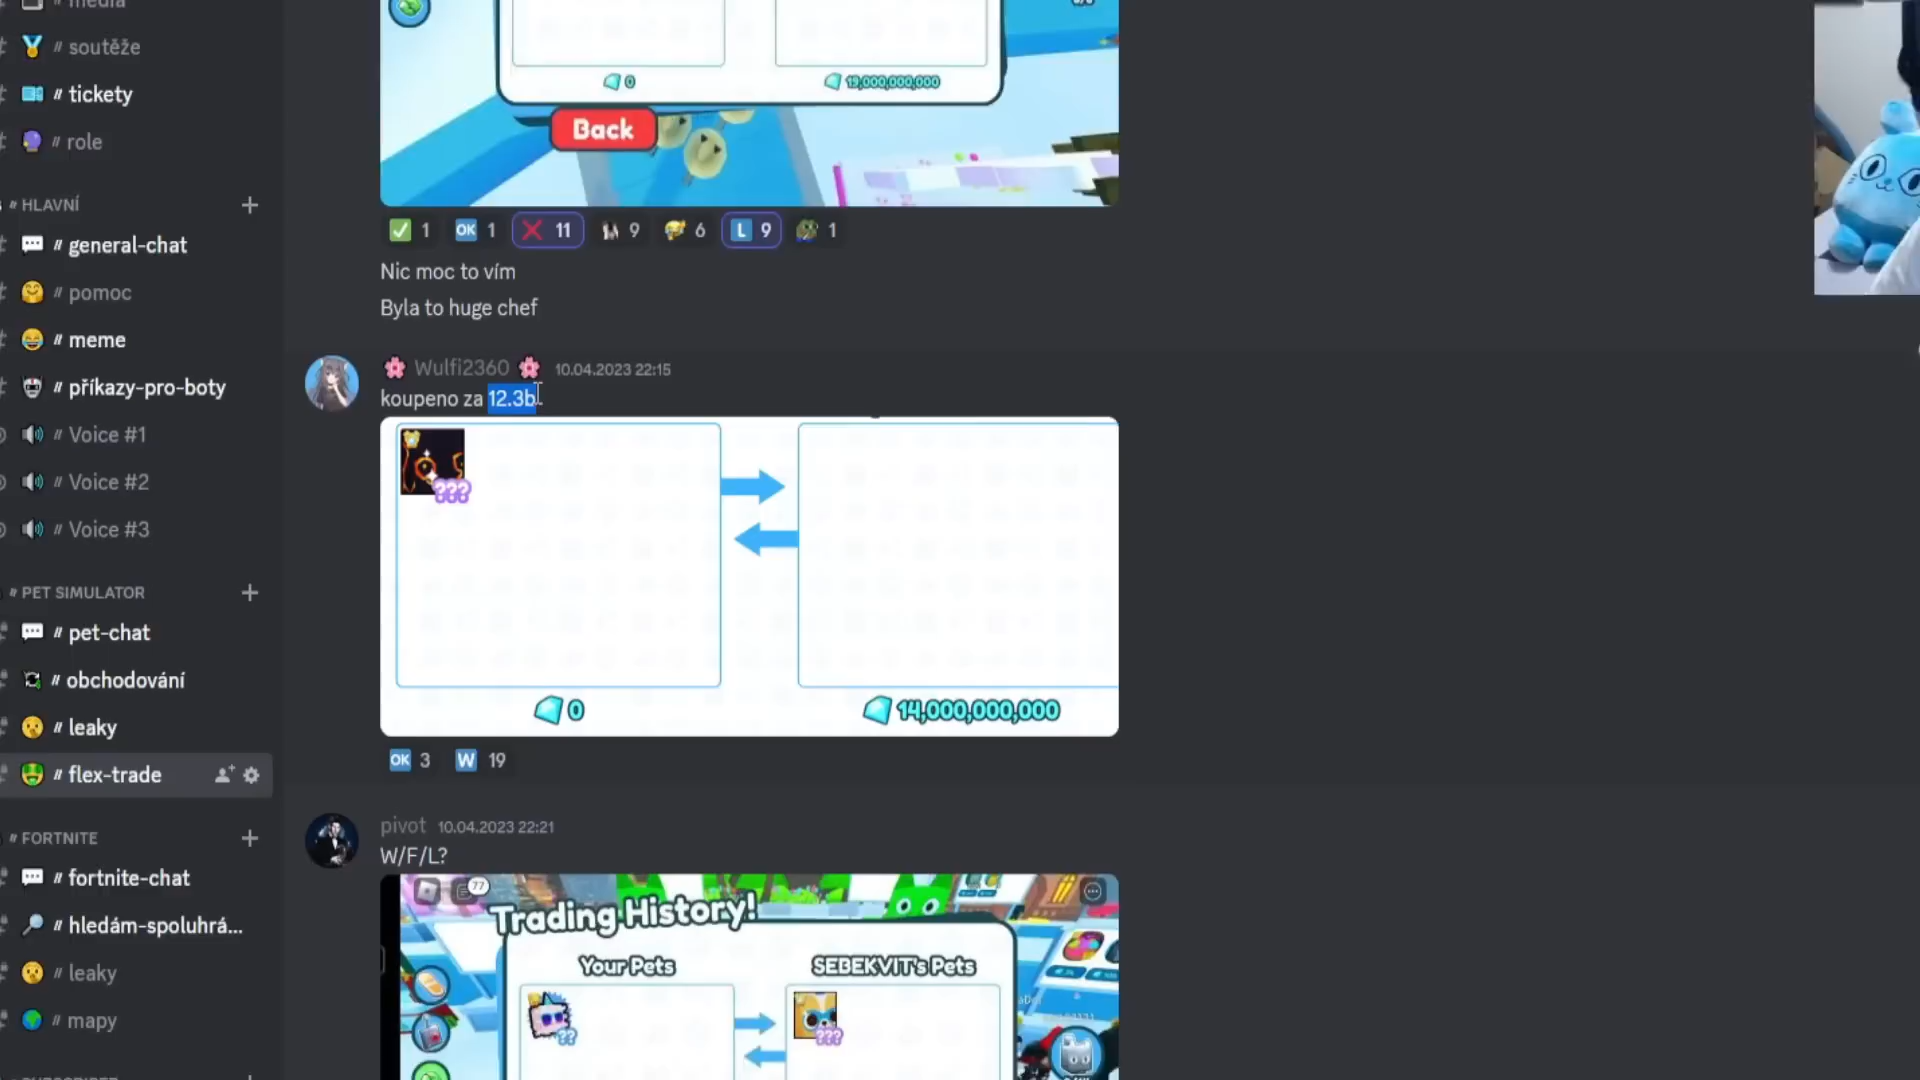 media
// soutěže
// tickety
// role
// HLAVNÍ
// general-chat
// pomoc
// meme
// příkazy-pro-boty
// Voice #1
// Voice #2
// Voice #3
// PET SIMULATOR
// pet-chat
// obchodování
// leaky
// flex-trade
// FORTNITE
// fortnite-chat
// hledám-spoluhrá...
// leaky
// mapy
0
19,000,000,000
Back
1
OK 1
11
9
6
L 9
1
Nic moc to vím
Byla to huge chef
Wulfi2360 10.04.2023 22:15
koupeno za 12.3b
???
0
14,000,000,000
OK 3
W 19
pivot 10.04.2023 22:21
W/F/L?
77
Trading History!
Your Pets
SEBEKVIT's Pets
??
???